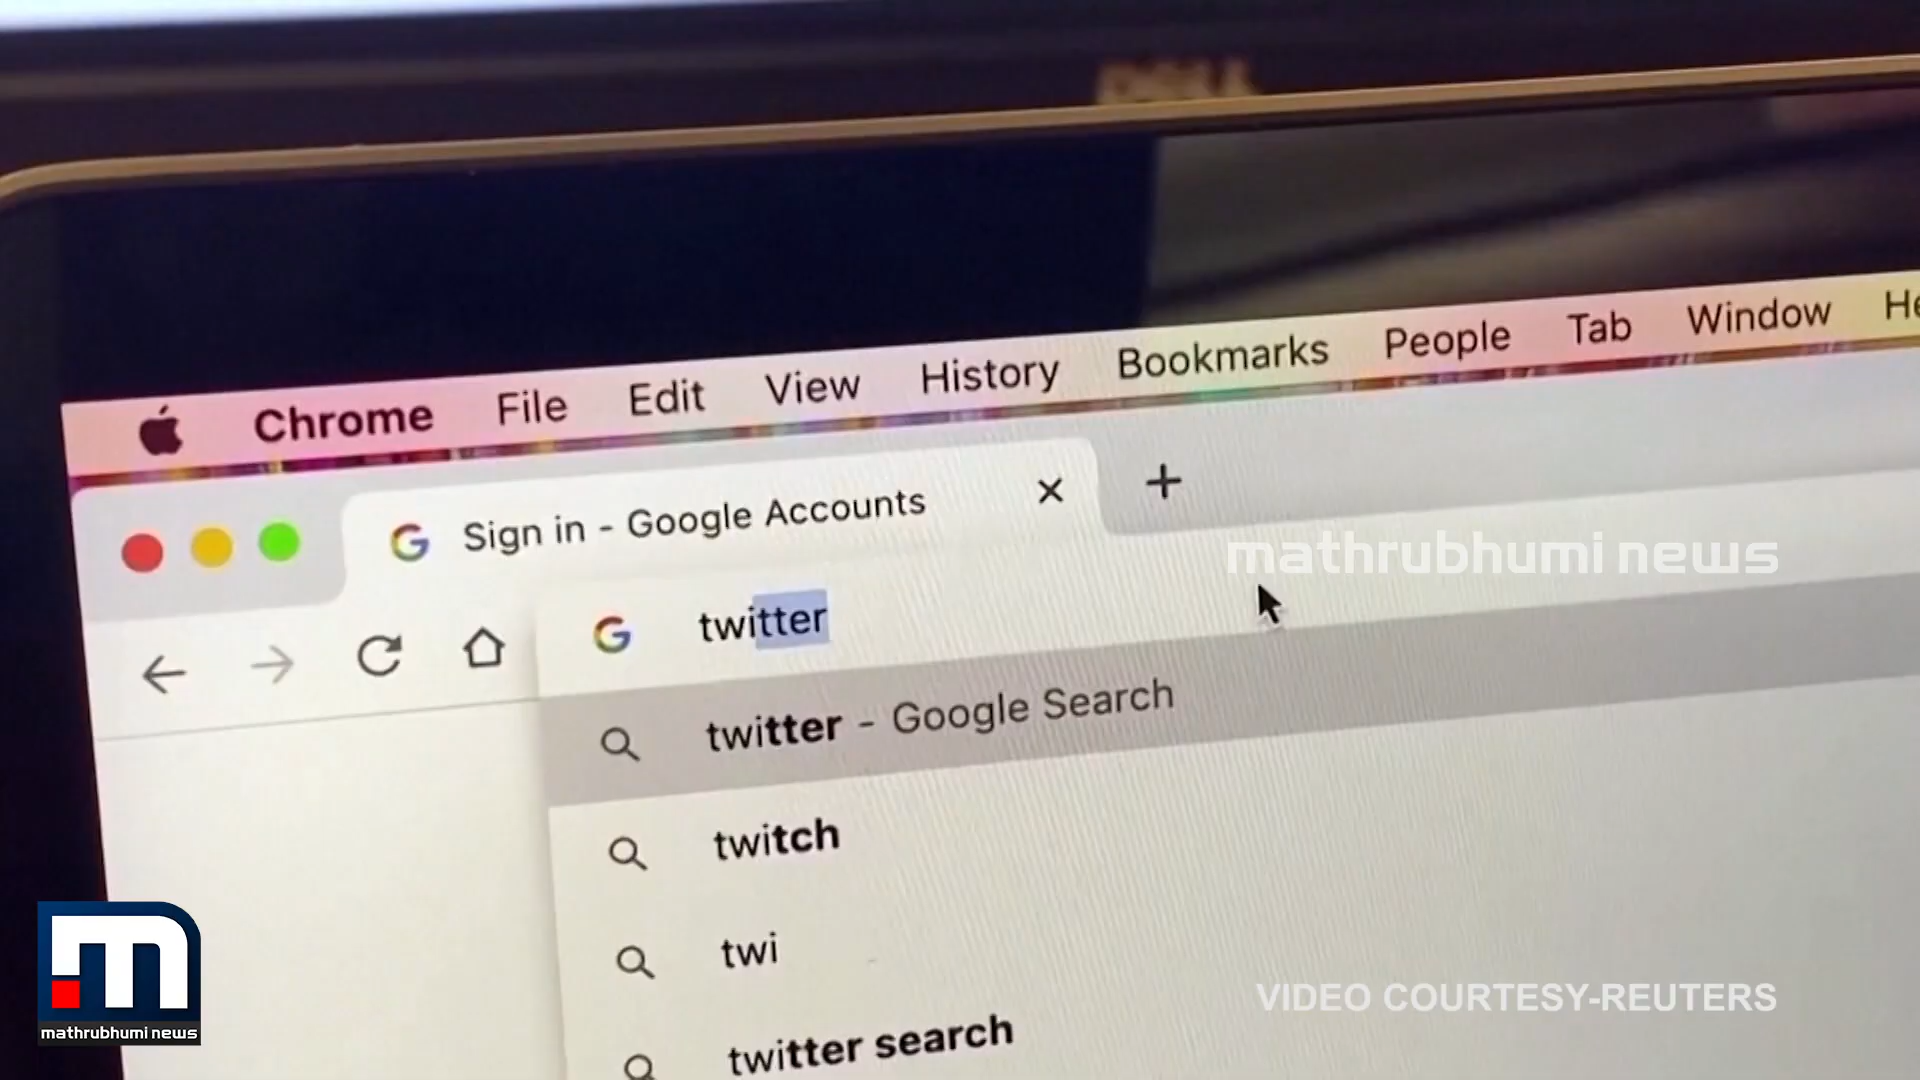 DELL
Chrome File Edit View History Bookmarks People Tab Window
Sign in - Google Accounts
mathrubhumi news
twitter
twitter - Google Search
twitch
twi
twitter search
VIDEO COURTESY-REUTERS
mathrubhumi news